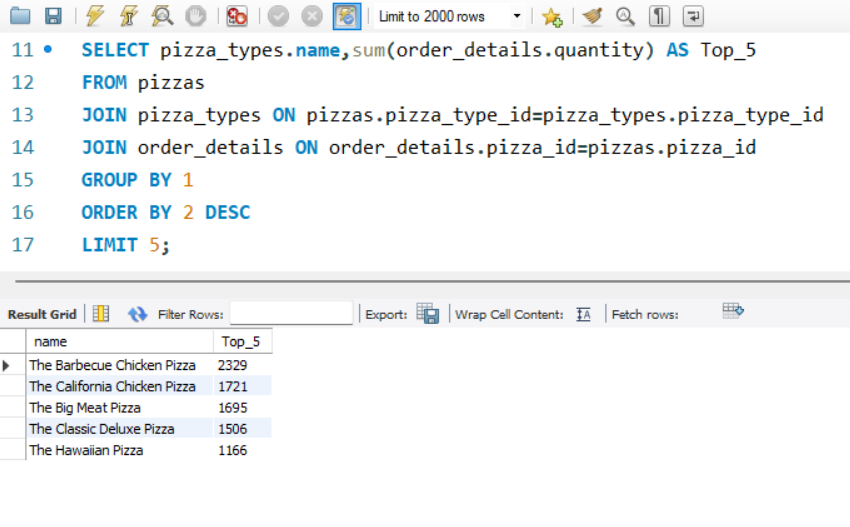 Limit to 2000 rows
11 SELECT pizza_types.name,sum(order_details.quantity) AS Top_5
12 FROM pizzas
13 JOIN pizza_types ON pizzas.pizza_type_id=pizza_types.pizza_type_id
14 JOIN order_details ON order_details.pizza_id=pizzas.pizza_id
15 GROUP BY 1
16 ORDER BY 2 DESC
17 LIMIT 5;
Result Grid Filter Rows: Export: Wrap Cell Content: Fetch rows:
name Top_5
The Barbecue Chicken Pizza 2329
The California Chicken Pizza 1721
The Big Meat Pizza 1695
The Classic Deluxe Pizza 1506
The Hawaiian Pizza 1166